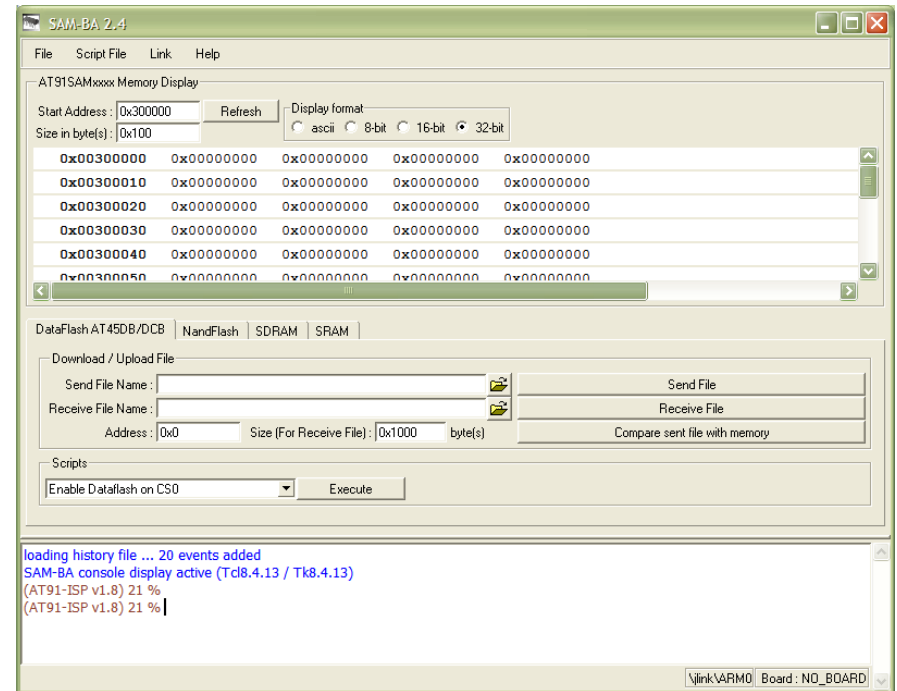 SAM-BA 2.4
File Script File Link Help
AT91SAMxxxx Memory Display
Start Address : 0x300000 Refresh Display format
Size in byte(s) : 0x100 ascii 8-bit 16-bit 32-bit
0x00300000 0x00000000 0x00000000 0x00000000 0x00000000
0x00300010 0x00000000 0x00000000 0x00000000 0x00000000
0x00300020 0x00000000 0x00000000 0x00000000 0x00000000
0x00300030 0x00000000 0x00000000 0x00000000 0x00000000
0x00300040 0x00000000 0x00000000 0x00000000 0x00000000
0x00300050 0x00000000 0x00000000 0x00000000 0x00000000
DataFlash AT45DB/DCB NandFlash SDRAM SRAM
Download / Upload File
Send File Name : Send File
Receive File Name : Receive File
Address : 0x0 Size (For Receive File) : 0x1000 byte(s) Compare sent file with memory
Scripts
Enable Dataflash on CS0 Execute
loading history file ... 20 events added
SAM-BA console display active (Tcl8.4.13 / Tk8.4.13)
(AT91-ISP v1.8) 21 %
(AT91-ISP v1.8) 21 %
\jlink\ARM0 Board : NO_BOARD